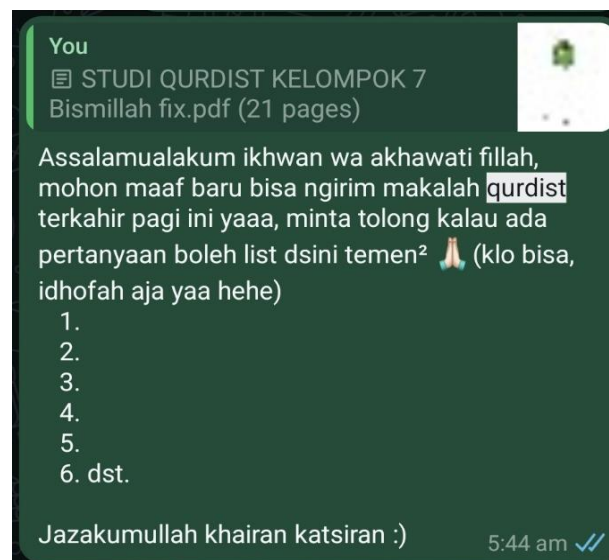 You
STUDI QURDIST KELOMPOK 7
Bismillah fix.pdf (21 pages)
Assalamualakum ikhwan wa akhawati fillah,
mohon maaf baru bisa ngirim makalah qurdist
terkahir pagi ini yaaa, minta tolong kalau ada
pertanyaan boleh list dsini temen² 🙏🏻 (klo bisa,
idhofah aja yaa hehe)
1.
2.
3.
4.
5.
6. dst.
Jazakumullah khairan katsiran :)
5:44 am